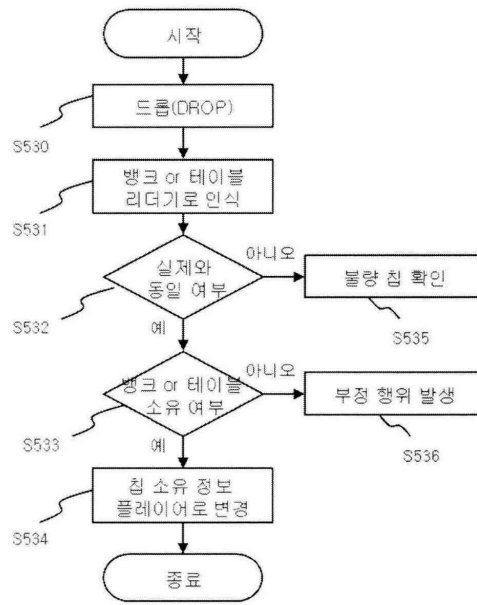 시작
드롭(DROP)
S530
뱅크 or 테이블
리더기로 인식
S531
실제와
동일 여부
아니오
불량 칩 확인
S532
예
S535
뱅크 or 테이블
소유 여부
아니오
부정 행위 발생
S533
예
S536
칩 소유 정보
플레이어로 변경
S534
종료